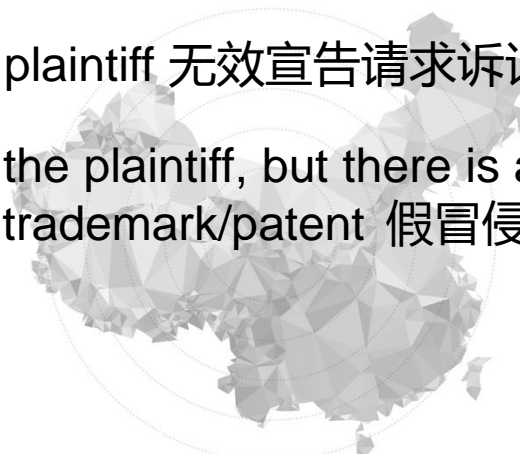 plaintiff 无效宣告请求诉
the plaintiff, but there is
trademark/patent 假冒侵